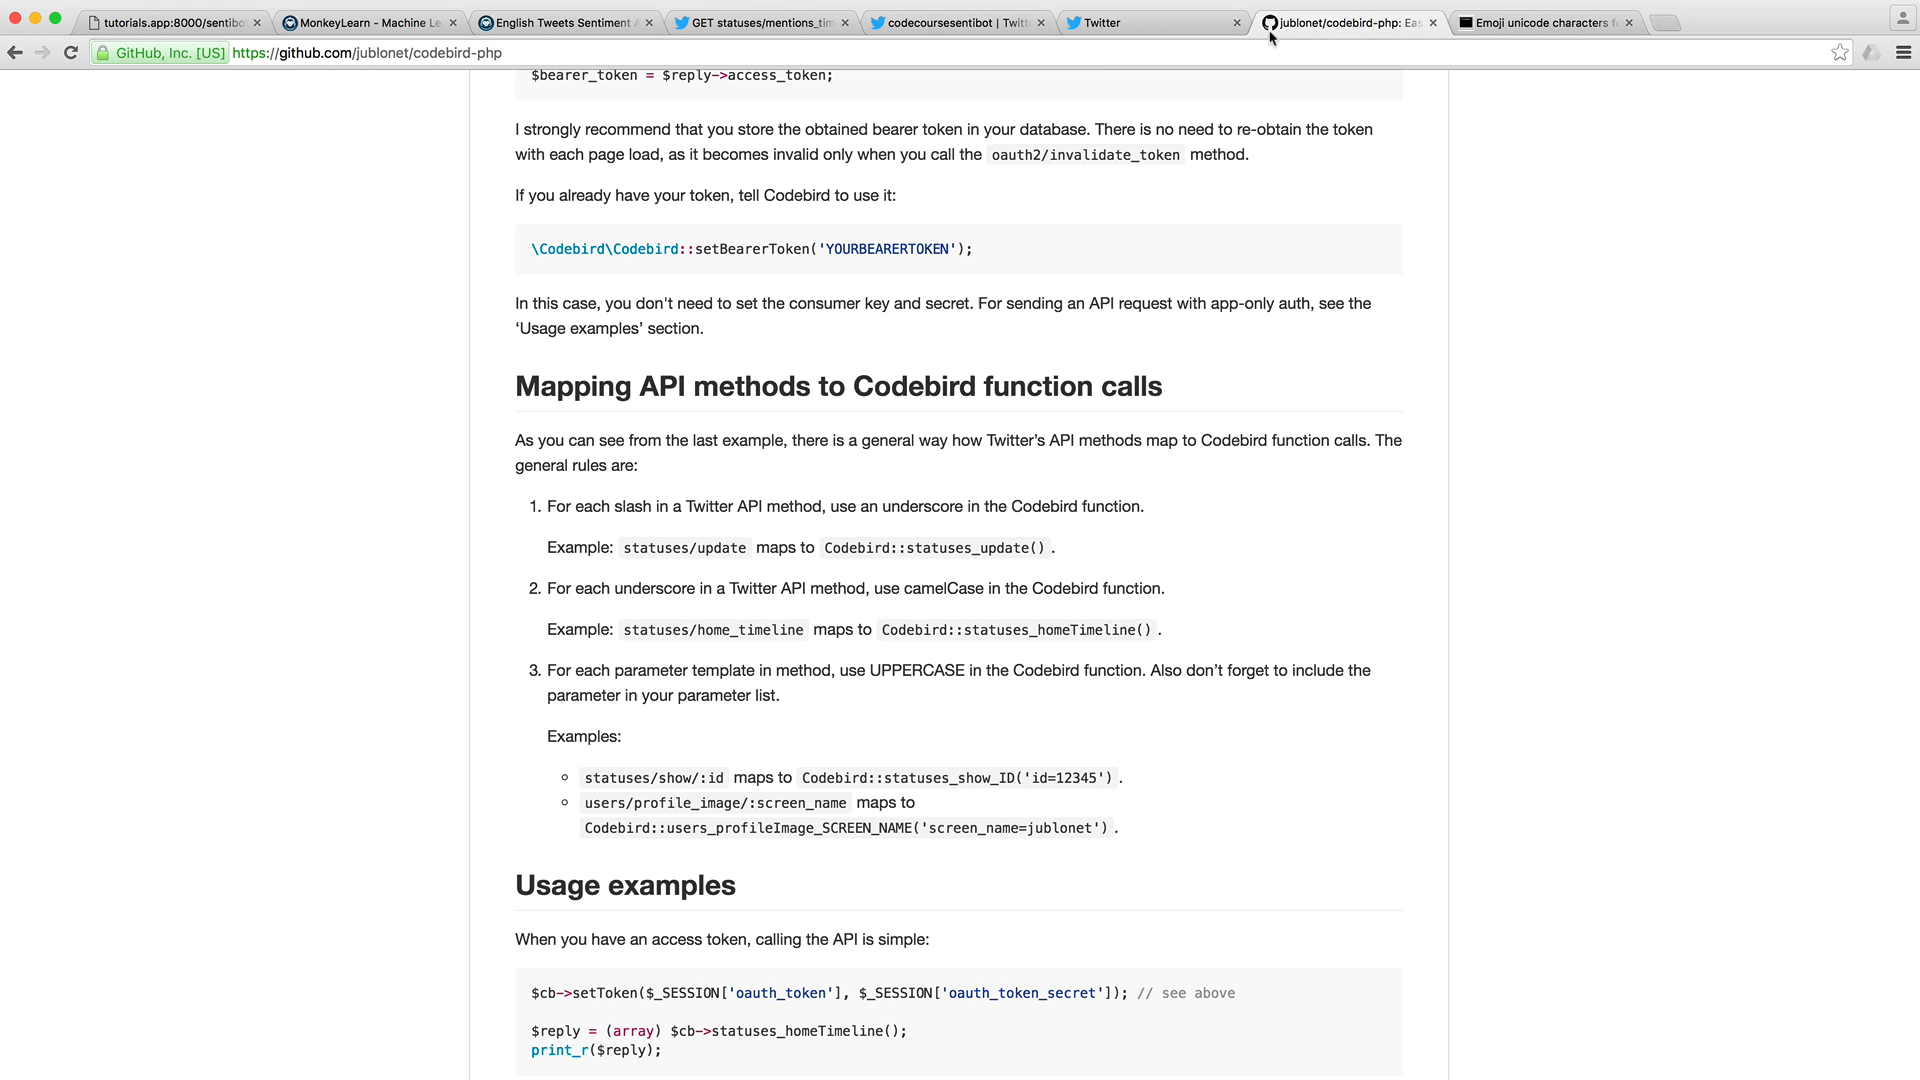 tutorials.app:8000/sentibo
MonkeyLearn - Machine Le
English Tweets Sentiment A
GET statuses/mentions_tim
codecoursesentibot | Twitt
Twitter
jublonet/codebird-php: Eas
Emoji unicode characters fo
GitHub, Inc. [US] https://github.com/jublonet/codebird-php
$bearer_token = $reply->access_token;
I strongly recommend that you store the obtained bearer token in your database. There is no need to re-obtain the token
with each page load, as it becomes invalid only when you call the oauth2/invalidate_token method.
If you already have your token, tell Codebird to use it:
\Codebird\Codebird::setBearerToken('YOURBEARERTOKEN');
In this case, you don't need to set the consumer key and secret. For sending an API request with app-only auth, see the
‘Usage examples’ section.
Mapping API methods to Codebird function calls
As you can see from the last example, there is a general way how Twitter’s API methods map to Codebird function calls. The
general rules are:
1. For each slash in a Twitter API method, use an underscore in the Codebird function.
Example: statuses/update maps to Codebird::statuses_update() .
2. For each underscore in a Twitter API method, use camelCase in the Codebird function.
Example: statuses/home_timeline maps to Codebird::statuses_homeTimeline() .
3. For each parameter template in method, use UPPERCASE in the Codebird function. Also don’t forget to include the
parameter in your parameter list.
Examples:
statuses/show/:id maps to Codebird::statuses_show_ID('id=12345') .
users/profile_image/:screen_name maps to
Codebird::users_profileImage_SCREEN_NAME('screen_name=jublonet') .
Usage examples
When you have an access token, calling the API is simple:
$cb->setToken($_SESSION['oauth_token'], $_SESSION['oauth_token_secret']); // see above
$reply = (array) $cb->statuses_homeTimeline();
print_r($reply);